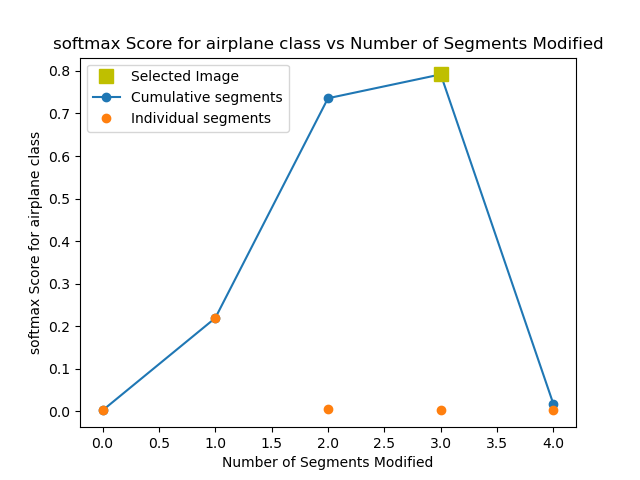 softmax Score for airplane class vs Number of Segments Modified
Selected Image
Cumulative segments
Individual segments
softmax Score for airplane class
0.8
0.7
0.6
0.5
0.4
0.3
0.2
0.1
0.0
0.0 0.5 1.0 1.5 2.0 2.5 3.0 3.5 4.0
Number of Segments Modified